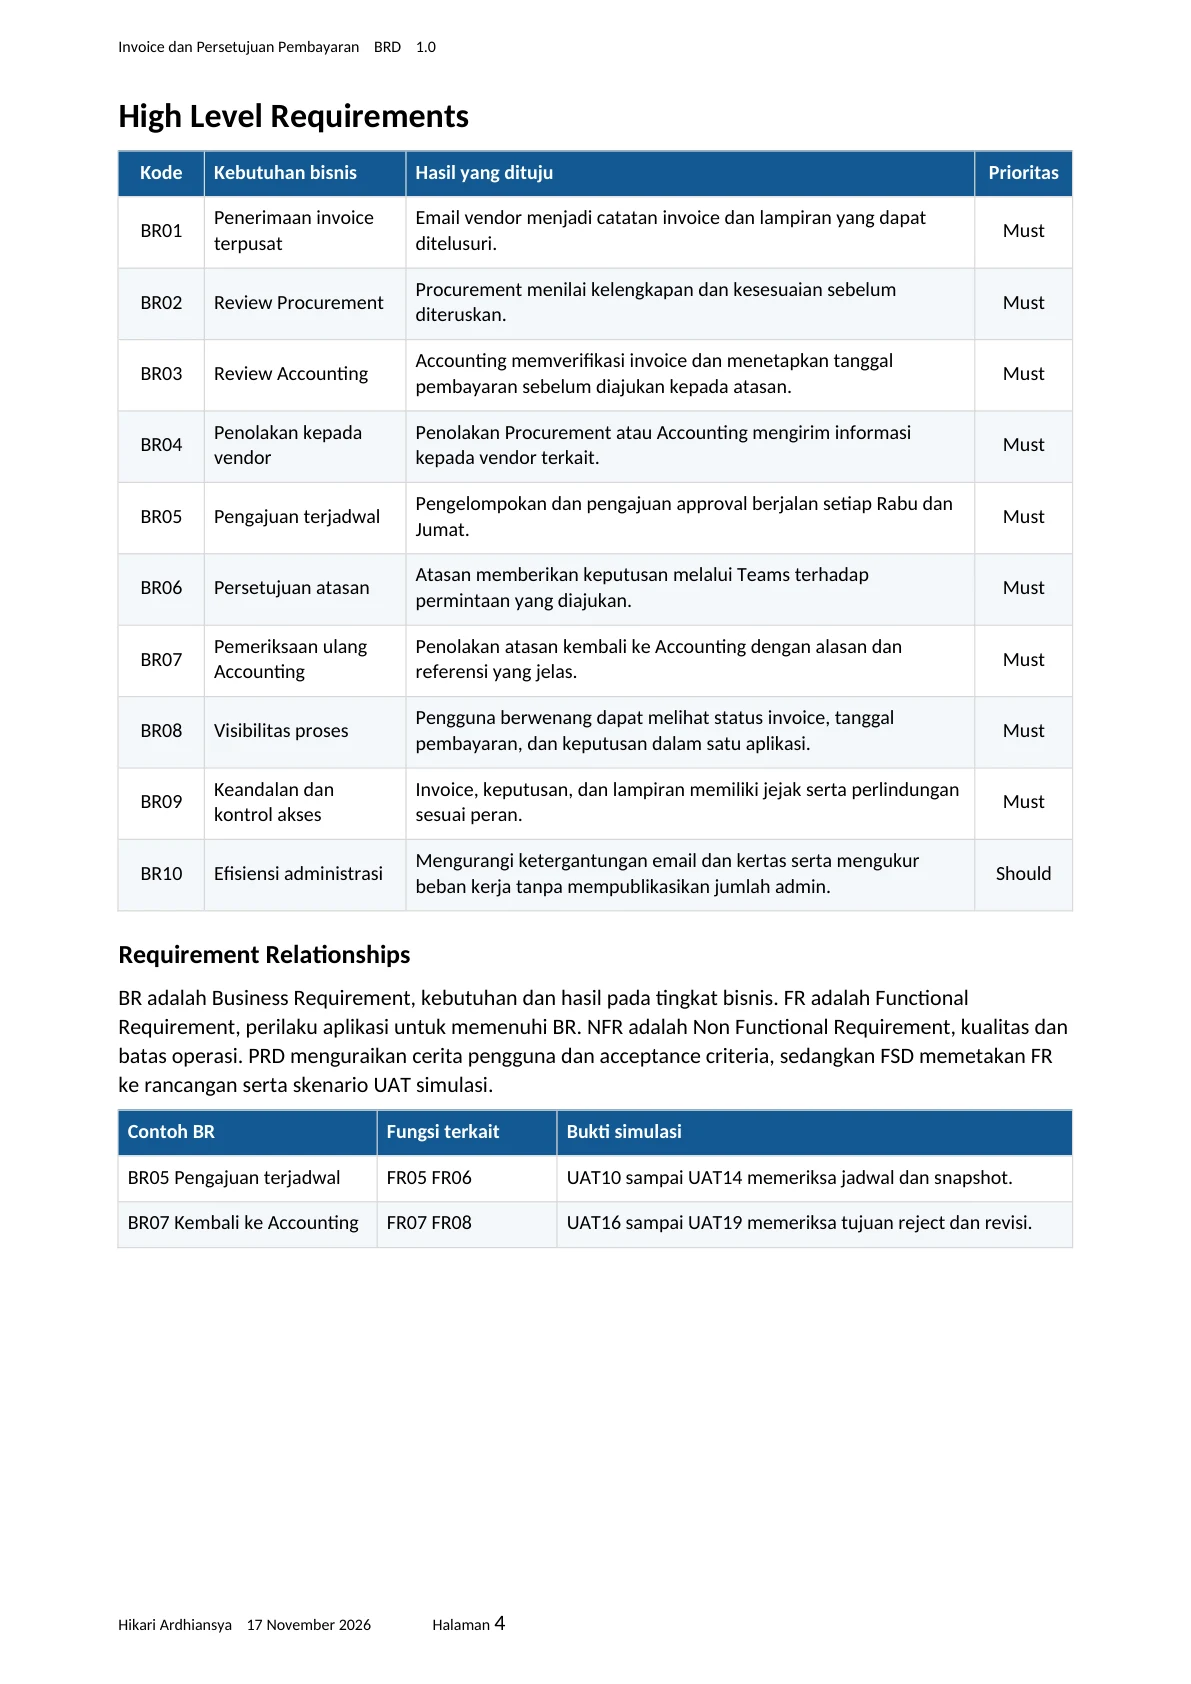 Invoice dan Persetujuan Pembayaran BRD 1.0
High Level Requirements
Kode Kebutuhan bisnis Hasil yang dituju Prioritas
BR01 Penerimaan invoice terpusat Email vendor menjadi catatan invoice dan lampiran yang dapat ditelusuri. Must
BR02 Review Procurement Procurement menilai kelengkapan dan kesesuaian sebelum diteruskan. Must
BR03 Review Accounting Accounting memverifikasi invoice dan menetapkan tanggal pembayaran sebelum diajukan kepada atasan. Must
BR04 Penolakan kepada vendor Penolakan Procurement atau Accounting mengirim informasi kepada vendor terkait. Must
BR05 Pengajuan terjadwal Pengelompokan dan pengajuan approval berjalan setiap Rabu dan Jumat. Must
BR06 Persetujuan atasan Atasan memberikan keputusan melalui Teams terhadap permintaan yang diajukan. Must
BR07 Pemeriksaan ulang Accounting Penolakan atasan kembali ke Accounting dengan alasan dan referensi yang jelas. Must
BR08 Visibilitas proses Pengguna berwenang dapat melihat status invoice, tanggal pembayaran, dan keputusan dalam satu aplikasi. Must
BR09 Keandalan dan kontrol akses Invoice, keputusan, dan lampiran memiliki jejak serta perlindungan sesuai peran. Must
BR10 Efisiensi administrasi Mengurangi ketergantungan email dan kertas serta mengukur beban kerja tanpa mempublikasikan jumlah admin. Should
Requirement Relationships
BR adalah Business Requirement, kebutuhan dan hasil pada tingkat bisnis. FR adalah Functional
Requirement, perilaku aplikasi untuk memenuhi BR. NFR adalah Non Functional Requirement, kualitas dan
batas operasi. PRD menguraikan cerita pengguna dan acceptance criteria, sedangkan FSD memetakan FR
ke rancangan serta skenario UAT simulasi.
Contoh BR Fungsi terkait Bukti simulasi
BR05 Pengajuan terjadwal FR05 FR06 UAT10 sampai UAT14 memeriksa jadwal dan snapshot.
BR07 Kembali ke Accounting FR07 FR08 UAT16 sampai UAT19 memeriksa tujuan reject dan revisi.
Hikari Ardhiansya 17 November 2026 Halaman 4